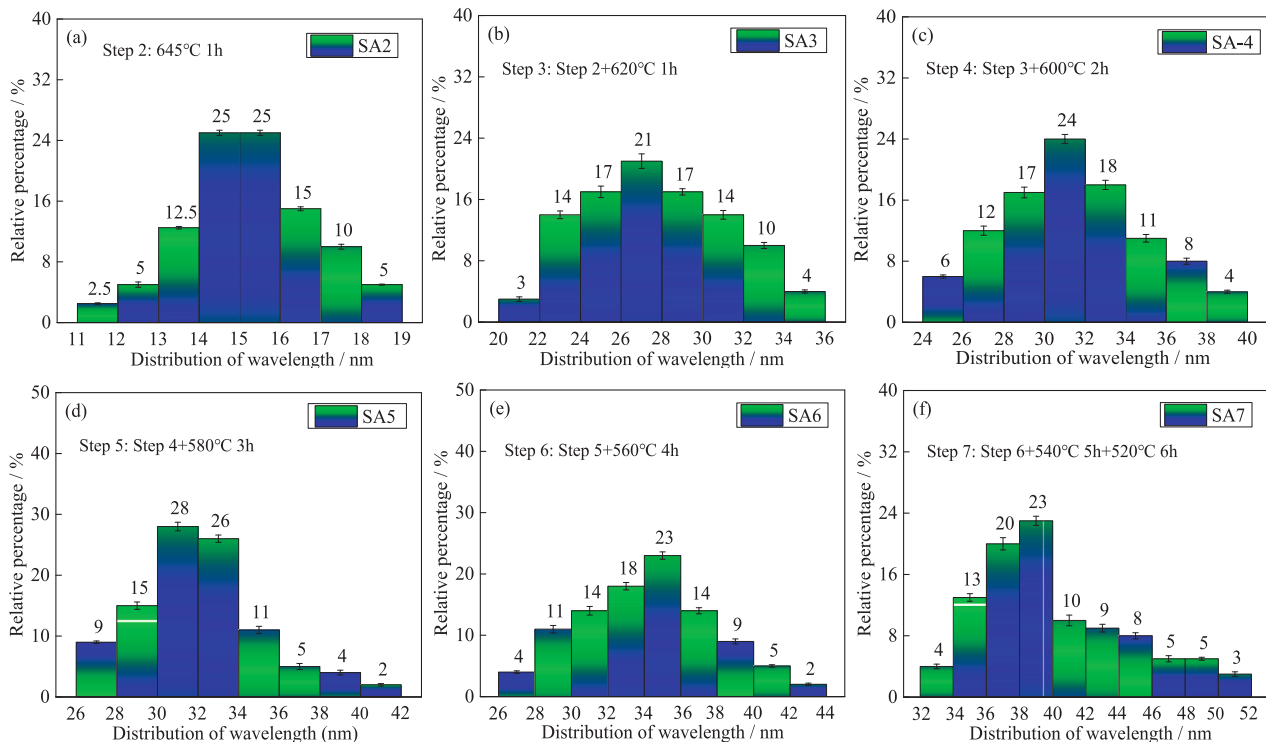 (a)
Step 2: 645℃ 1h
SA2
Relative percentage / %
40
32
24
16
8
0
2.5
5
12.5
25
25
15
10
5
11 12 13 14 15 16 17 18 19
Distribution of wavelength / nm
(b)
Step 3: Step 2+620℃ 1h
SA3
Relative percentage / %
40
32
24
16
8
0
3
14
17
21
17
14
10
4
20 22 24 26 28 30 32 34 36
Distribution of wavelength / nm
(c)
Step 4: Step 3+600℃ 2h
SA-4
Relative percentage / %
40
32
24
16
8
0
6
12
17
24
18
11
8
4
24 26 28 30 32 34 36 38 40
Distribution of wavelength / nm
(d)
Step 5: Step 4+580℃ 3h
SA5
Relative percentage / %
50
40
30
20
10
0
9
15
28
26
11
5
4
2
26 28 30 32 34 36 38 40 42
Distribution of wavelength (nm)
(e)
Step 6: Step 5+560℃ 4h
SA6
Relative percentage / %
50
40
30
20
10
0
4
11
14
18
23
14
9
5
2
26 28 30 32 34 36 38 40 42 44
Distribution of wavelength / nm
(f)
Step 7: Step 6+540℃ 5h+520℃ 6h
SA7
Relative percentage / %
40
32
24
16
8
0
4
13
20
23
10
9
8
5
5
3
32 34 36 38 40 42 44 46 48 50 52
Distribution of wavelength / nm